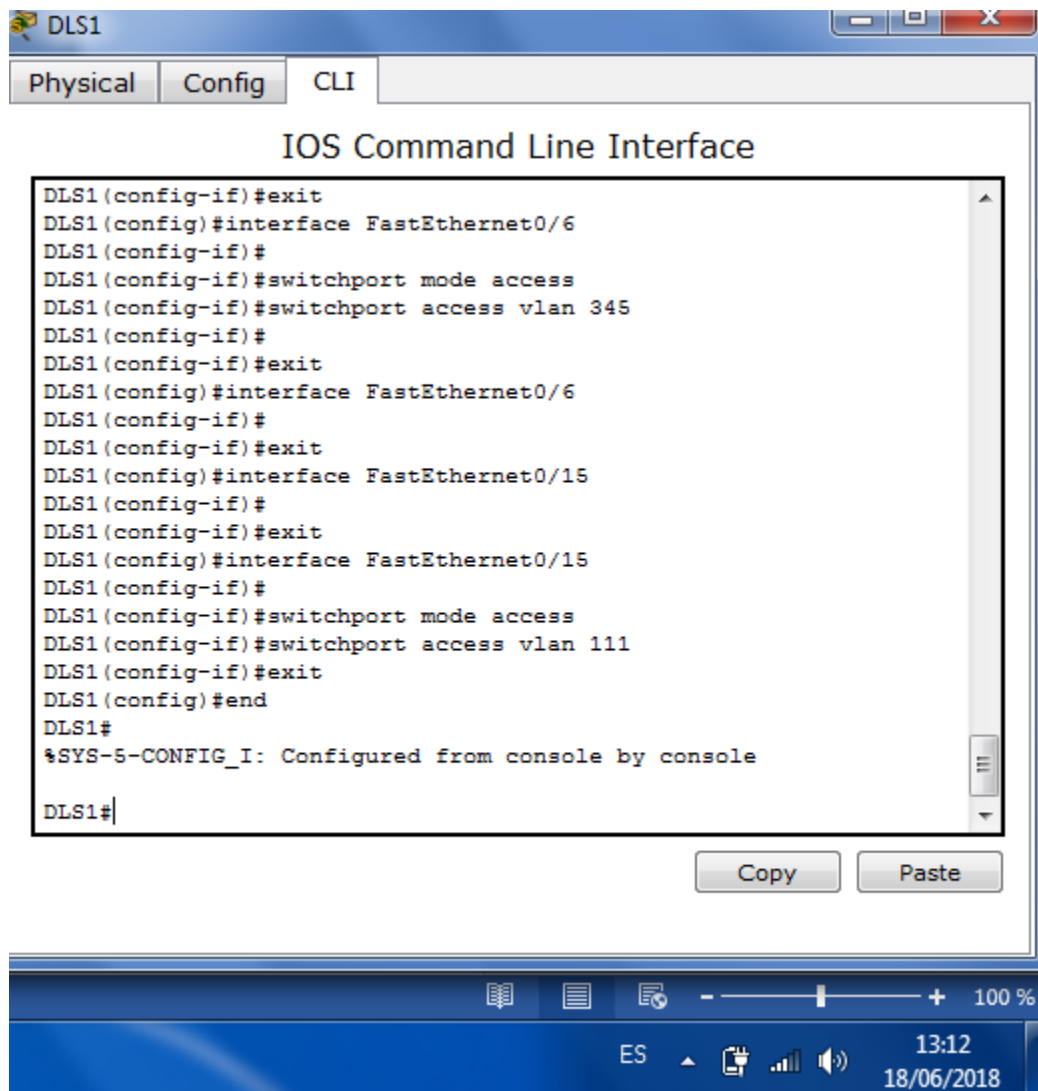 DLS1
Physical Config CLI
IOS Command Line Interface
DLS1(config-if)#exit
DLS1(config)#interface FastEthernet0/6
DLS1(config-if)#
DLS1(config-if)#switchport mode access
DLS1(config-if)#switchport access vlan 345
DLS1(config-if)#
DLS1(config-if)#exit
DLS1(config)#interface FastEthernet0/6
DLS1(config-if)#
DLS1(config-if)#exit
DLS1(config)#interface FastEthernet0/15
DLS1(config-if)#
DLS1(config-if)#exit
DLS1(config)#interface FastEthernet0/15
DLS1(config-if)#
DLS1(config-if)#switchport mode access
DLS1(config-if)#switchport access vlan 111
DLS1(config-if)#exit
DLS1(config)#end
DLS1#
%SYS-5-CONFIG_I: Configured from console by console
DLS1#
Copy Paste
100 %
ES 13:12
18/06/2018